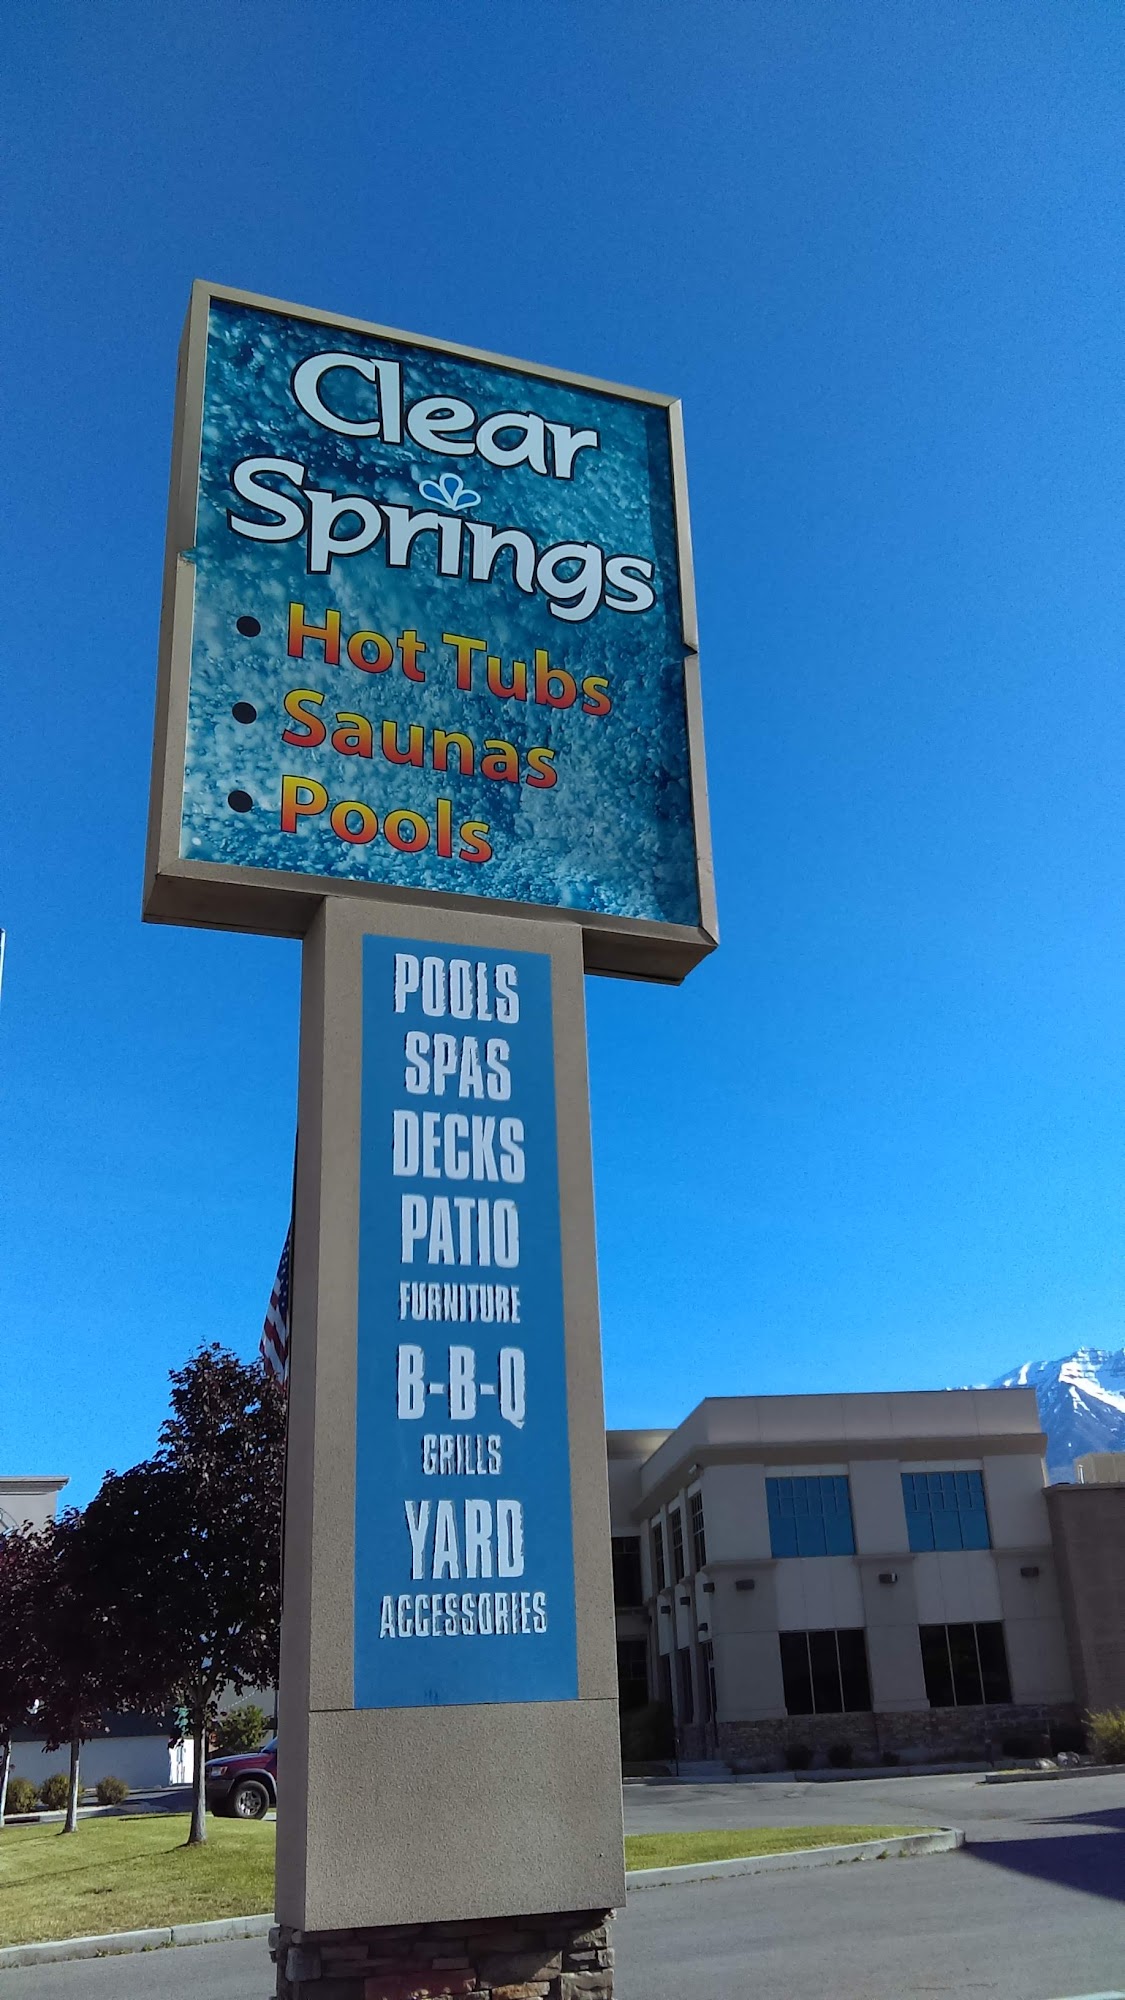 Clear
Springs
• Hot Tubs
• Saunas
• Pools
POOLS
SPAS
DECKS
PATIO
FURNITURE
B-B-Q
GRILLS
YARD
ACCESSORIES